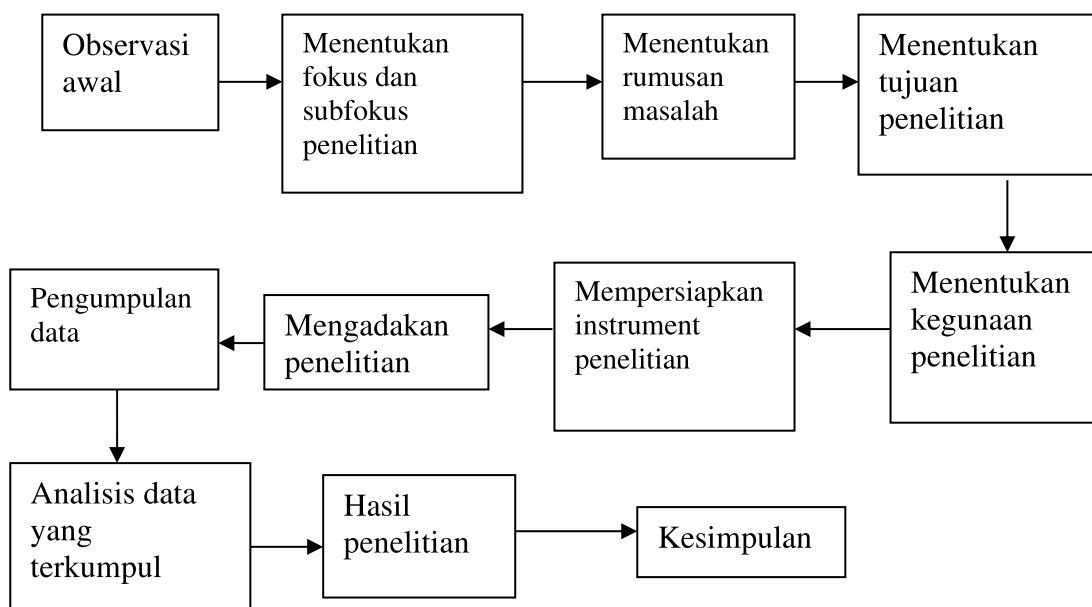 Observasi
awal
Menentukan
fokus dan
subfokus
penelitian
Menentukan
rumusan
masalah
Menentukan
tujuan
penelitian
Menentukan
kegunaan
penelitian
Mempersiapkan
instrument
penelitian
Mengadakan
penelitian
Pengumpulan
data
Analisis data
yang
terkumpul
Hasil
penelitian
Kesimpulan